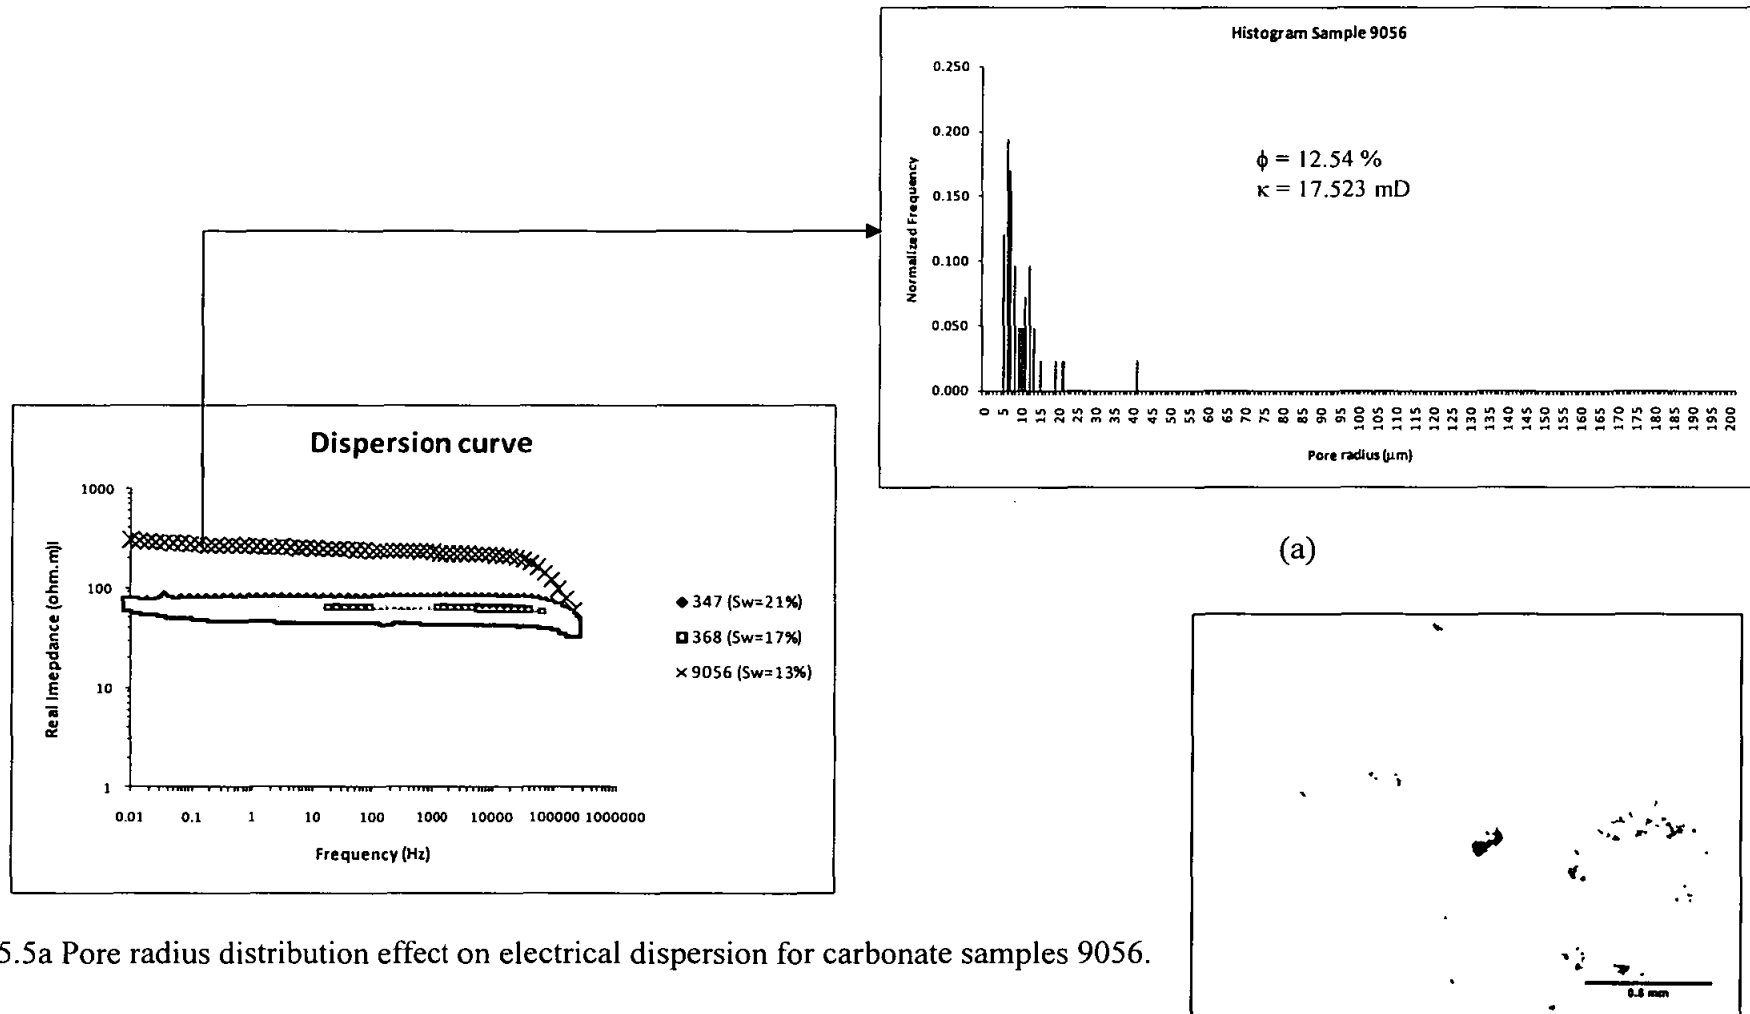 Histogram Sample 9056
0.250
0.200
0.150
0.100
0.050
0.000
Normalized Frequency
ϕ = 12.54 %
κ = 17.523 mD
0 5 10 15 20 25 30 35 40 45 50 55 60 65 70 75 80 85 90 95 100 105 110 115 120 125 130 135 140 145 150 155 160 165 170 175 180 185 190 195 200
Pore radius (μm)
(a)
Dispersion curve
1000
100
10
1
Real Imepdance (ohm.m)l
0.01 0.1 1 10 100 1000 10000 100000 1000000
Frequency (Hz)
347 (Sw=21%)
368 (Sw=17%)
9056 (Sw=13%)
0.6 mm
5.5a Pore radius distribution effect on electrical dispersion for carbonate samples 9056.